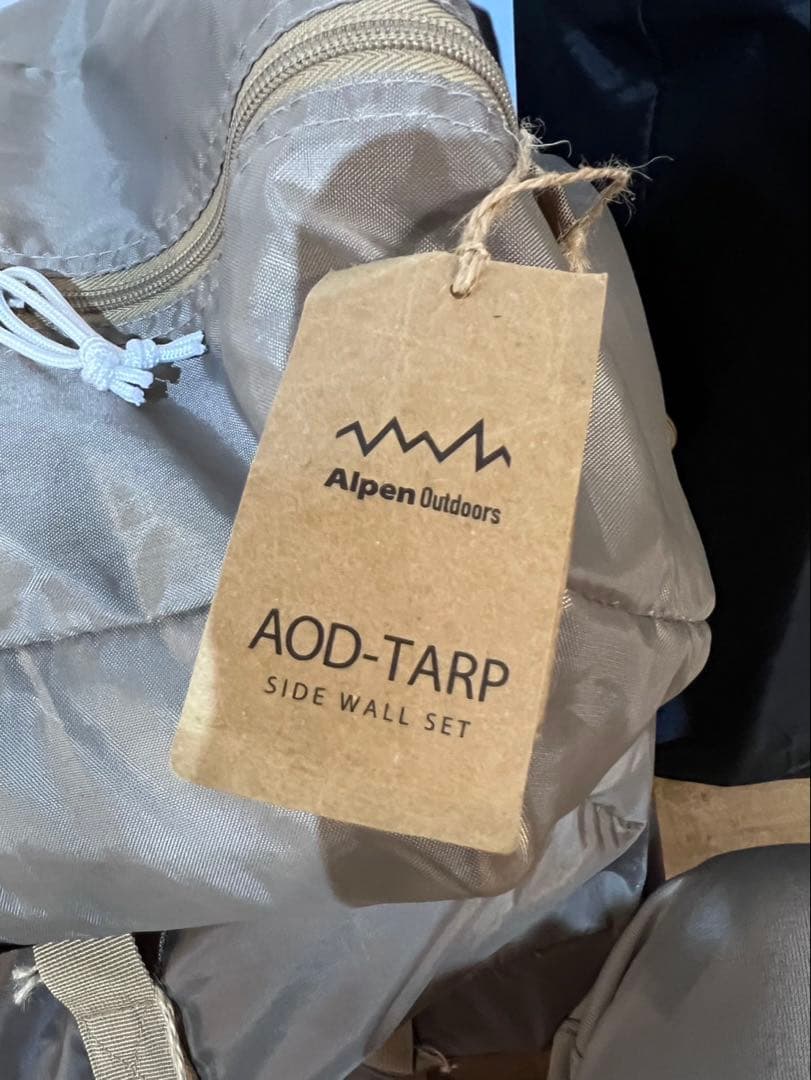 Alpen Outdoors
AOD-TARP
SIDE WALL SET